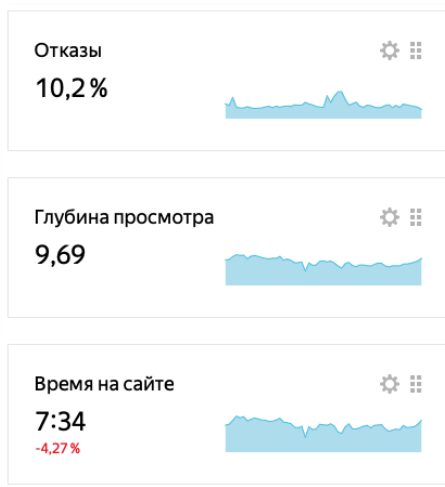 Отказы
10,2 %
Глубина просмотра
9,69
Время на сайте
7:34
-4,27 %